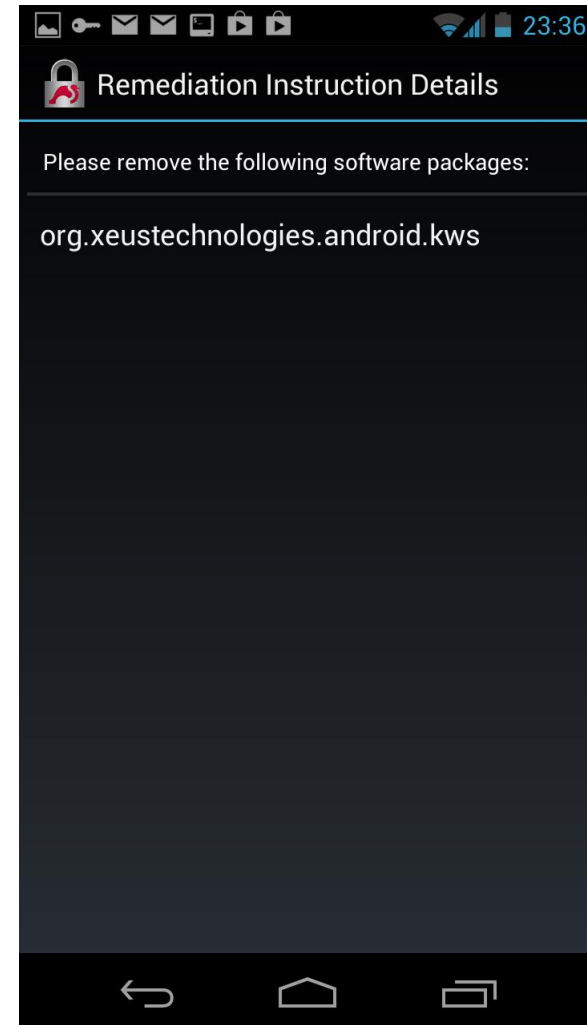 23:36
Remediation Instruction Details
Please remove the following software packages:
org.xeustechnologies.android.kws